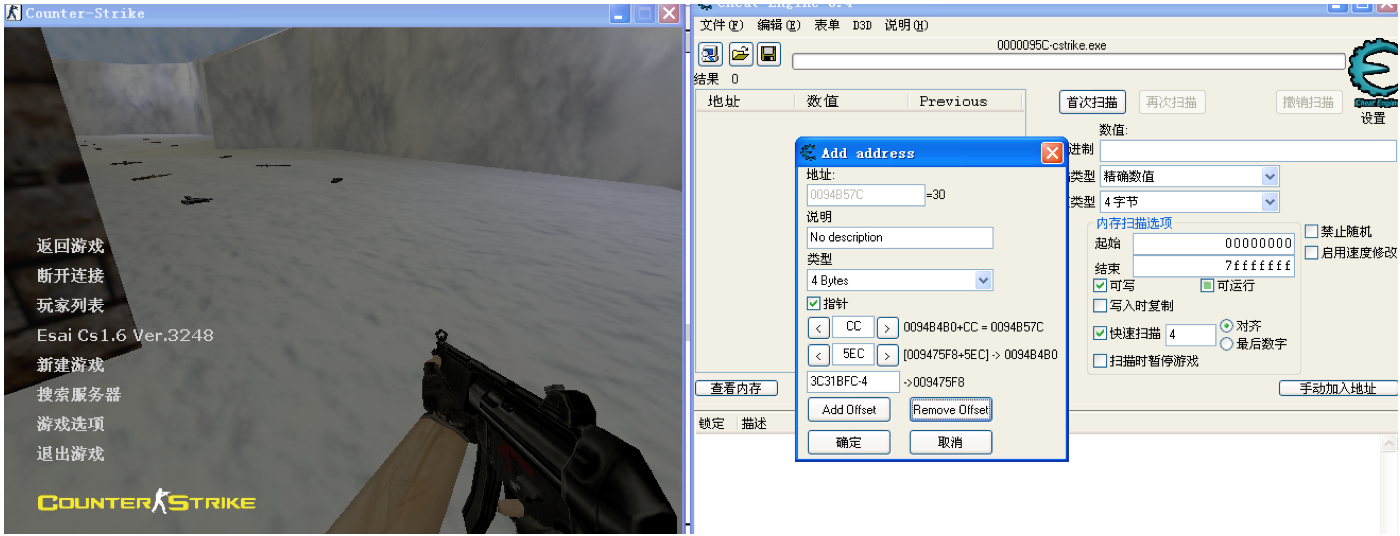 Counter-Strike
返回游戏
断开连接
玩家列表
Esai Cs1.6 Ver.3248
新建游戏
搜索服务器
游戏选项
退出游戏
COUNTER STRIKE
文件(F) 编辑(E) 表单 D3D 说明(H)
0000095C-cstrike.exe
结果 0
地址 数值 Previous
首次扫描 再次扫描 撤销扫描
Cheat Engine
设置
数值:
进制
类型 精确数值
类型 4 字节
内存扫描选项
起始 00000000
结束 7fffffff
可写 可运行
写入时复制
快速扫描 4 对齐
最后数字
扫描时暂停游戏
禁止随机
启用速度修改
查看内存 手动加入地址
锁定 描述
Add address
地址:
0094B57C =30
说明
No description
类型
4 Bytes
指针
< CC > 0094B4B0+CC = 0094B57C
< 5EC > [009475F8+5EC] -> 0094B4B0
3C31BFC-4 ->009475F8
Add Offset Remove Offset
确定 取消